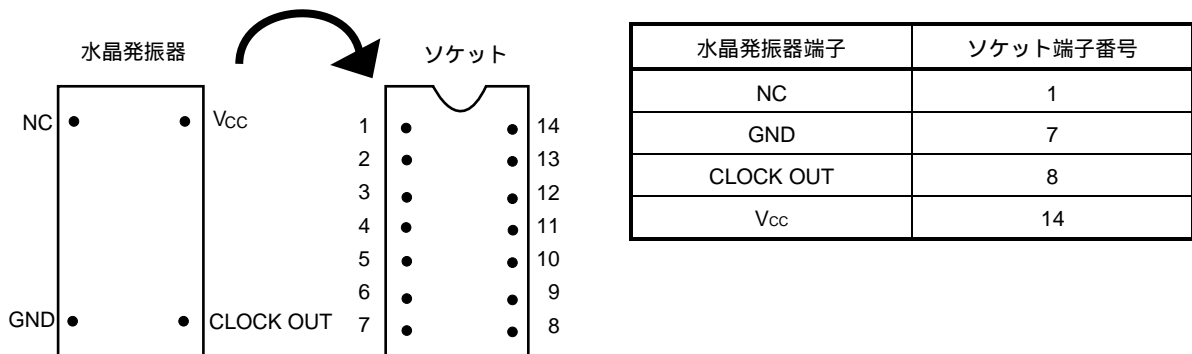 水晶発振器
NC
VCC
GND
CLOCK OUT
ソケット
1
2
3
4
5
6
7
14
13
12
11
10
9
8
水晶発振器端子 ソケット端子番号
NC 1
GND 7
CLOCK OUT 8
VCC 14